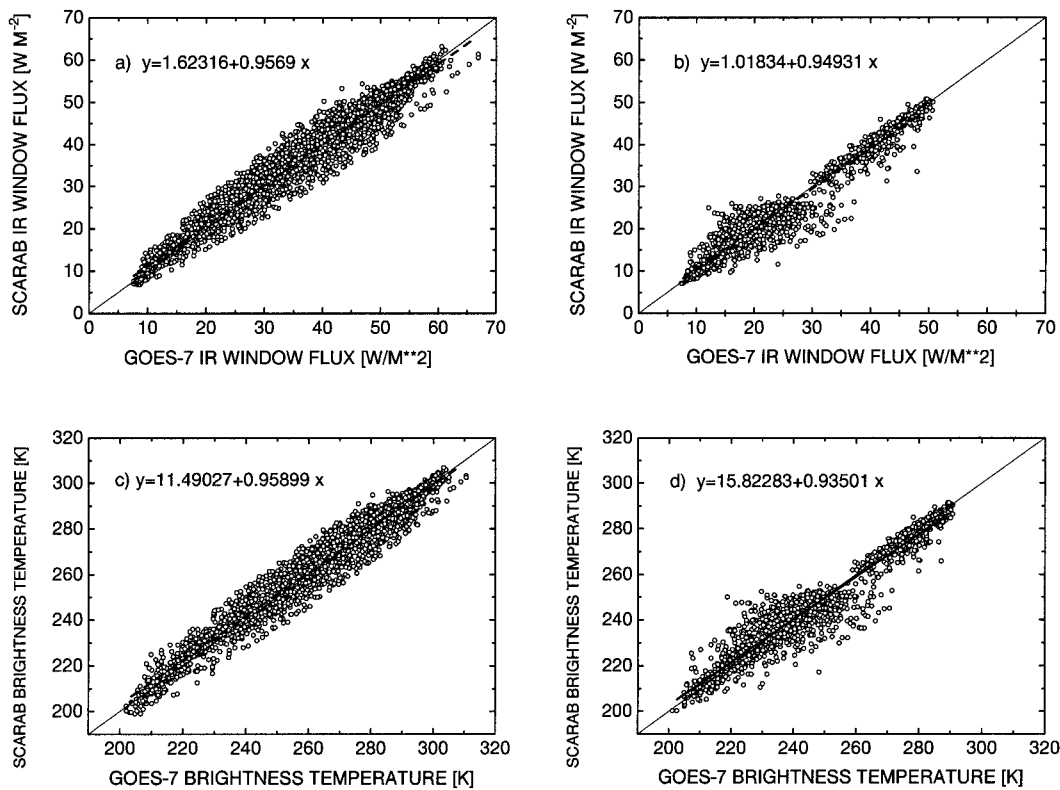 SCARAB IR WINDOW FLUX [W M-2]
70
60
50
40
30
20
10
0
a) y=1.62316+0.9569 x
0 10 20 30 40 50 60 70
GOES-7 IR WINDOW FLUX [W/M**2]
SCARAB IR WINDOW FLUX [W M-2]
70
60
50
40
30
20
10
0
b) y=1.01834+0.94931 x
0 10 20 30 40 50 60 70
GOES-7 IR WINDOW FLUX [W/M**2]
SCARAB BRIGHTNESS TEMPERATURE [K]
320
300
280
260
240
220
200
c) y=11.49027+0.95899 x
200 220 240 260 280 300 320
GOES-7 BRIGHTNESS TEMPERATURE [K]
SCARAB BRIGHTNESS TEMPERATURE [K]
320
300
280
260
240
220
200
d) y=15.82283+0.93501 x
200 220 240 260 280 300 320
GOES-7 BRIGHTNESS TEMPERATURE [K]